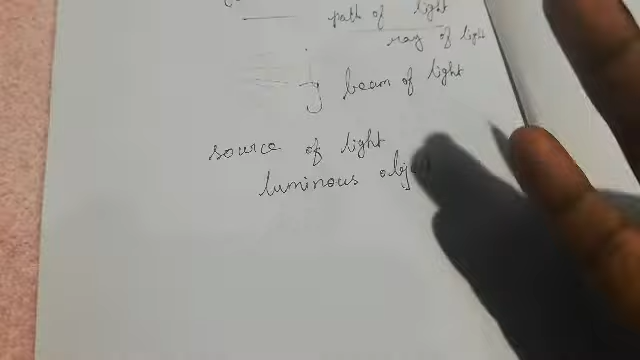 path of light
ray of light
beam of light
source of light
luminous